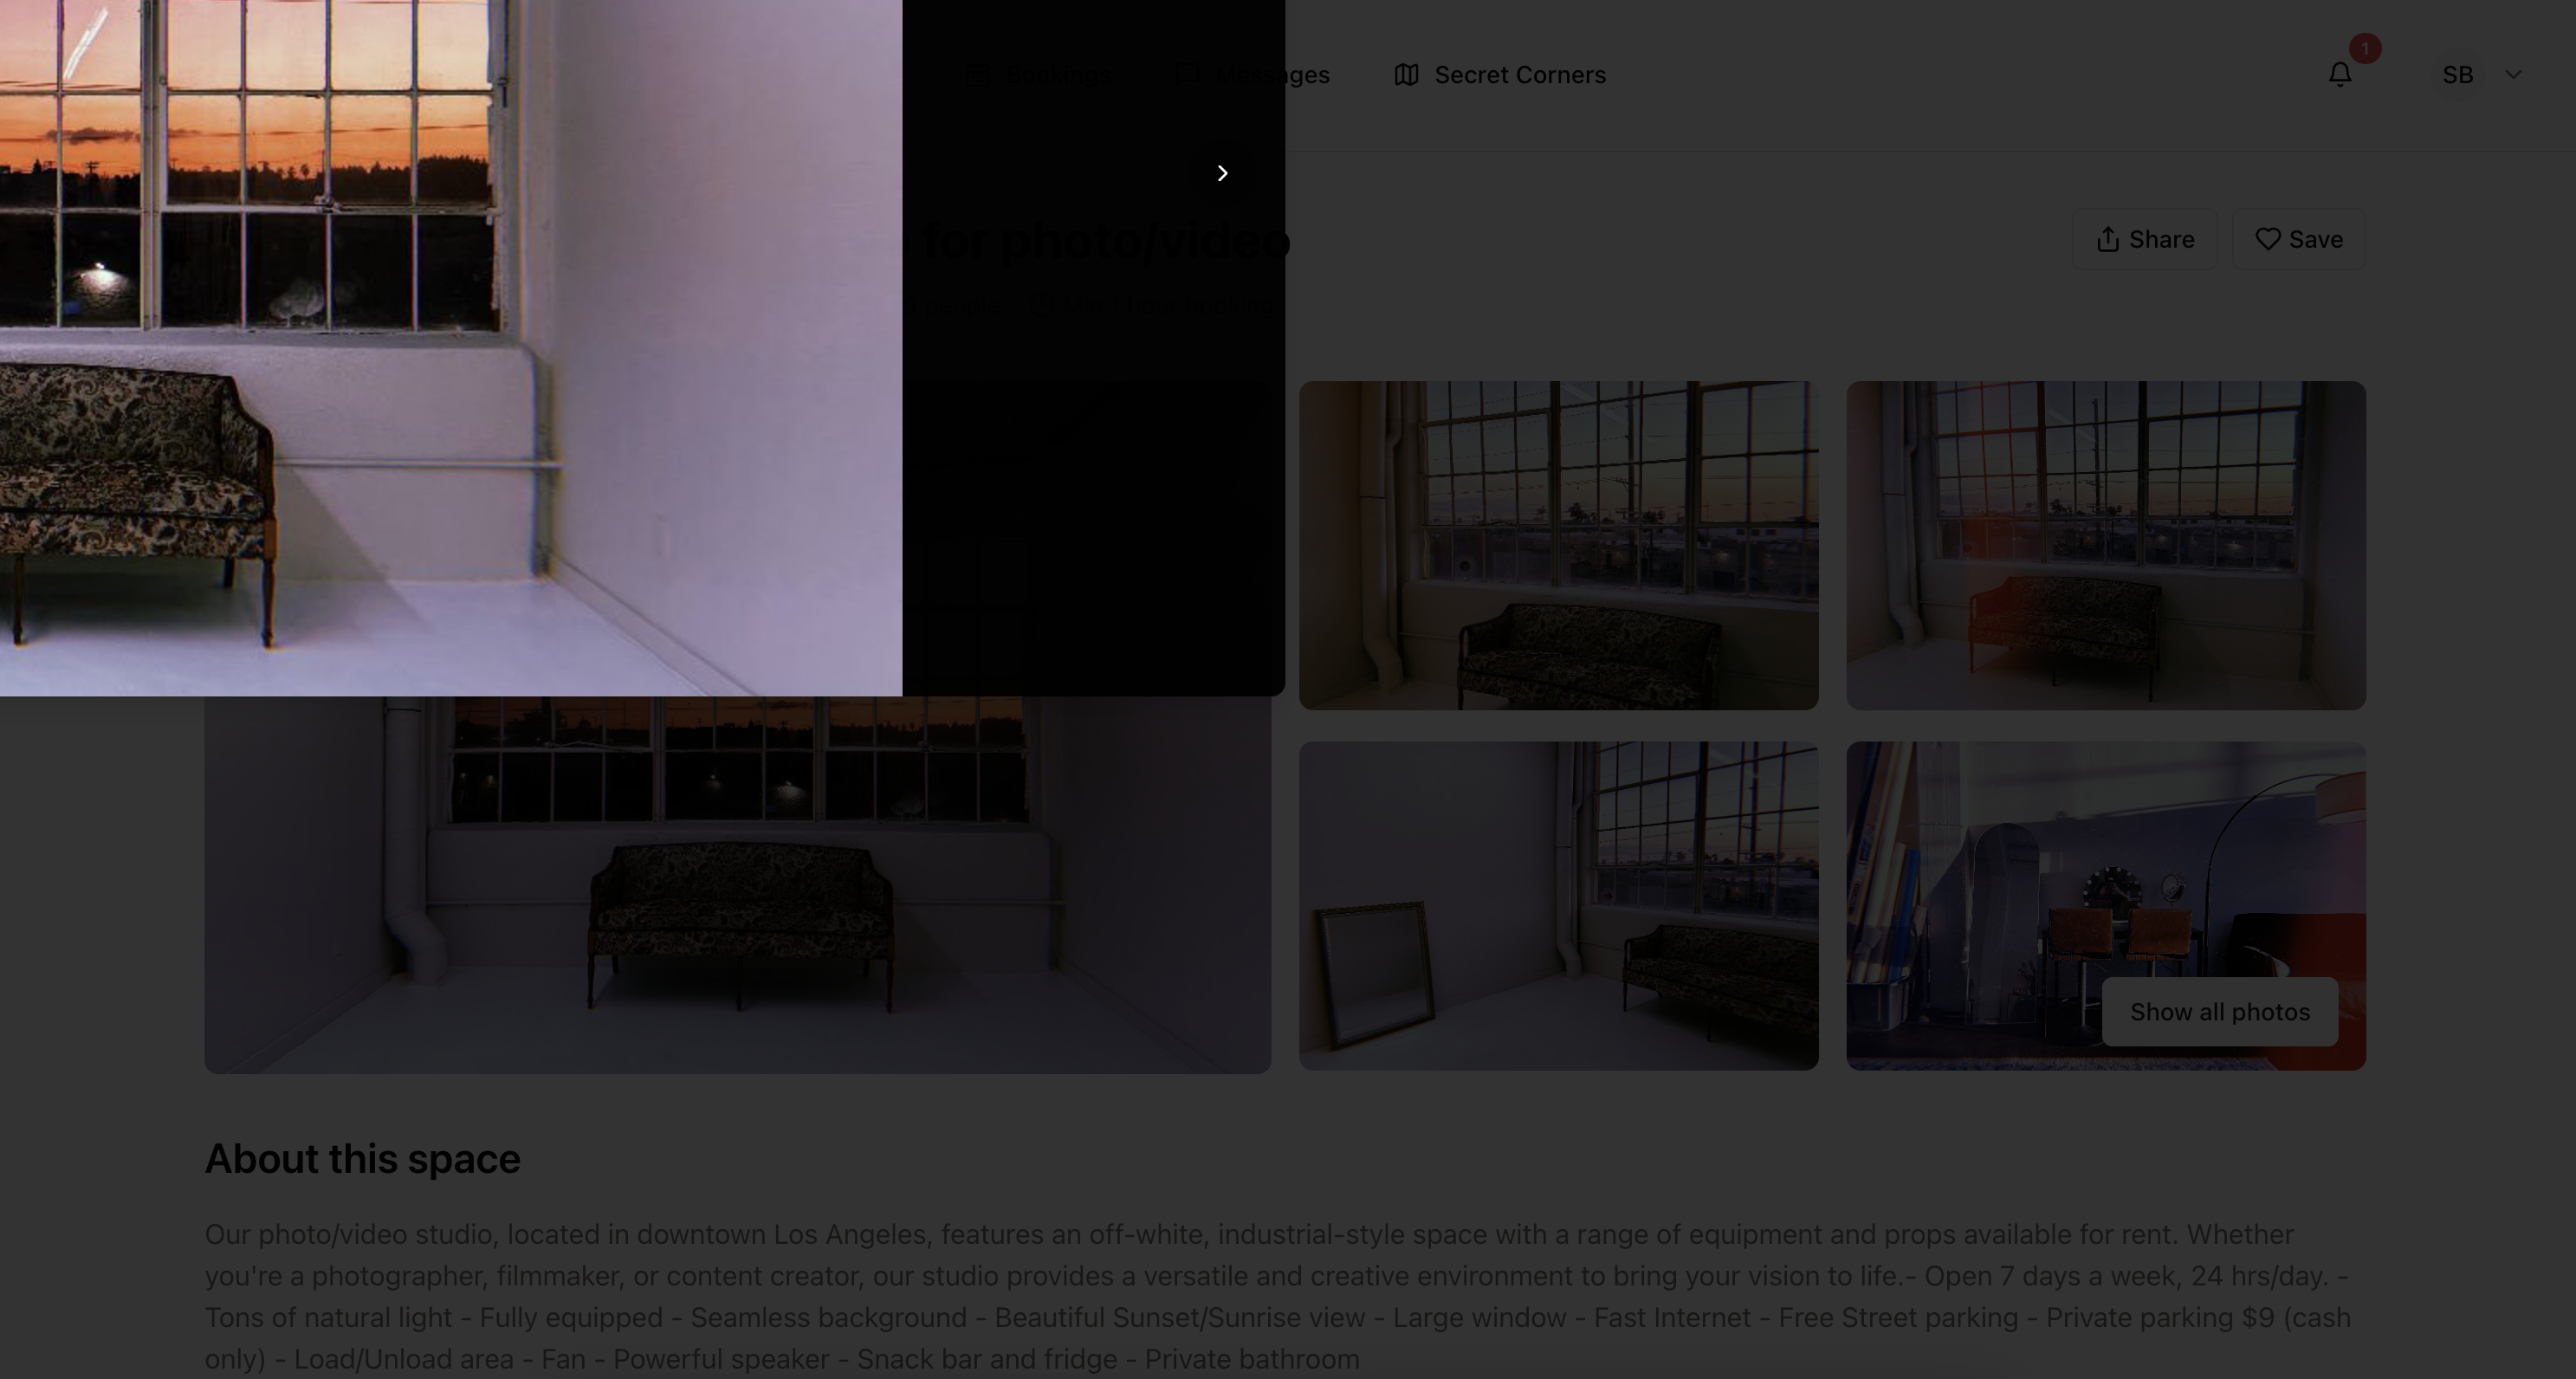 Bookings
Messages
Secret Corners
1
SB
for photo/video
Share
Save
people
Min 1 hour booking
Show all photos
About this space
Our photo/video studio, located in downtown Los Angeles, features an off-white, industrial-style space with a range of equipment and props available for rent. Whether
you're a photographer, filmmaker, or content creator, our studio provides a versatile and creative environment to bring your vision to life.- Open 7 days a week, 24 hrs/day. -
Tons of natural light - Fully equipped - Seamless background - Beautiful Sunset/Sunrise view - Large window - Fast Internet - Free Street parking - Private parking $9 (cash
only) - Load/Unload area - Fan - Powerful speaker - Snack bar and fridge - Private bathroom